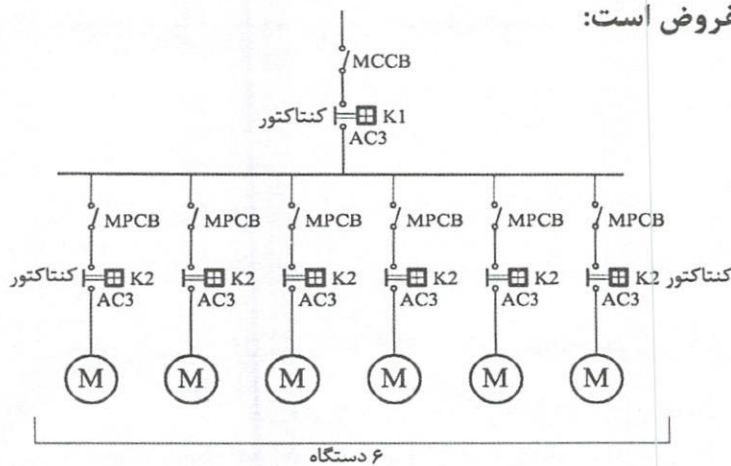 فروض است:
MCCB
کنتاکتور K1
AC3
MPCB MPCB MPCB MPCB MPCB MPCB
کنتاکتور K2 K2 K2 K2 K2 K2 کنتاکتور
AC3 AC3 AC3 AC3 AC3 AC3
M M M M M M
۶ دستگاه